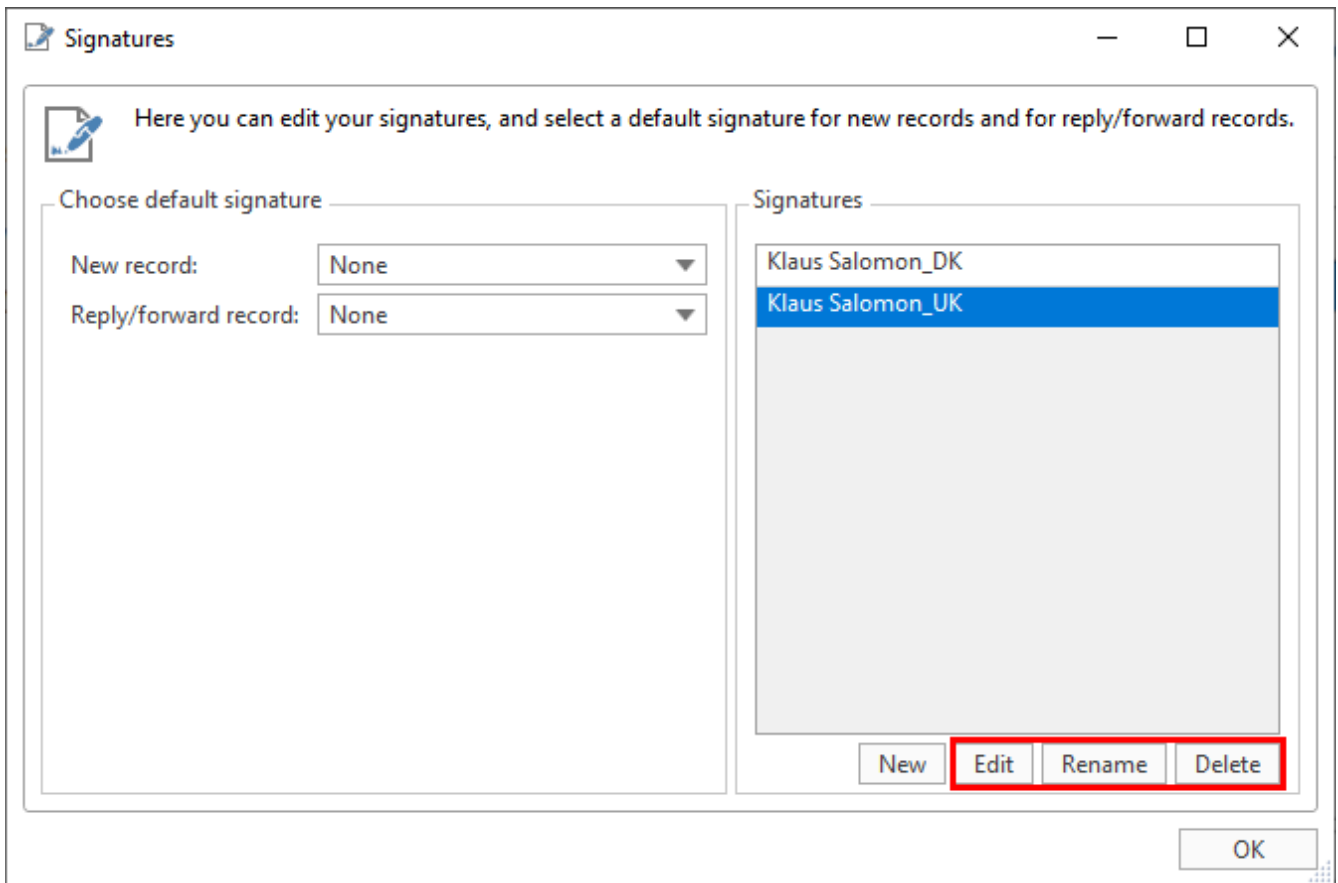 Signatures
Here you can edit your signatures, and select a default signature for new records and for reply/forward records.
Choose default signature
New record: None
Reply/forward record: None
Signatures
Klaus Salomon_DK
Klaus Salomon_UK
New Edit Rename Delete
OK